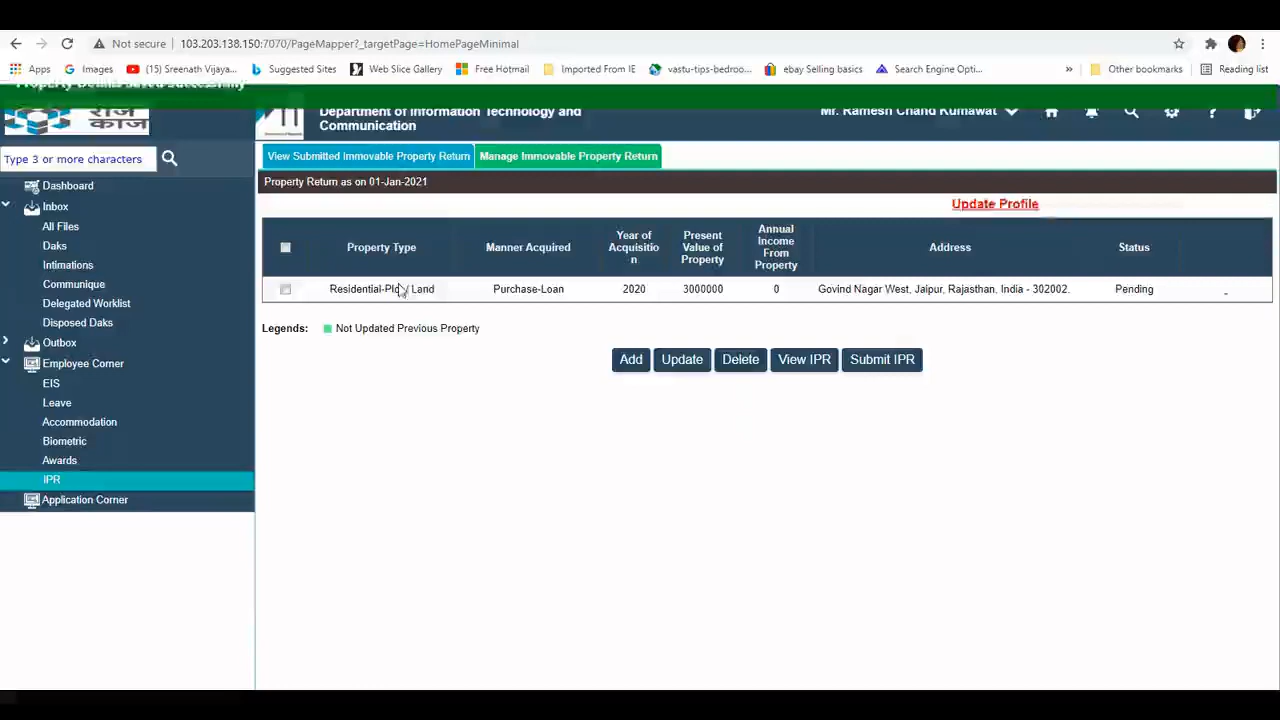 Not secure 103.203.138.150:7070/PageMapper?_targetPage=HomePageMinimal
Apps Images (15) Sreenath Vijaya... Suggested Sites Web Slice Gallery Free Hotmail Imported From IE vastu-tips-bedroo... ebay Selling basics Search Engine Opti... » Other bookmarks Reading list
राज
काज
Department of Information Technology and
Communication
Mr. Ramesh Chand Kumawat
Type 3 or more characters
Dashboard
Inbox
All Files
Daks
Intimations
Communique
Delegated Worklist
Disposed Daks
Outbox
Employee Corner
EIS
Leave
Accommodation
Biometric
Awards
IPR
Application Corner
View Submitted Immovable Property Return Manage Immovable Property Return
Property Return as on 01-Jan-2021
Update Profile
Property Type Manner Acquired Year of Acquisitio n Present Value of Property Annual Income From Property Address Status
Residential-Plo / Land Purchase-Loan 2020 3000000 0 Govind Nagar West, Jaipur, Rajasthan, India - 302002. Pending -
Legends: Not Updated Previous Property
Add Update Delete View IPR Submit IPR